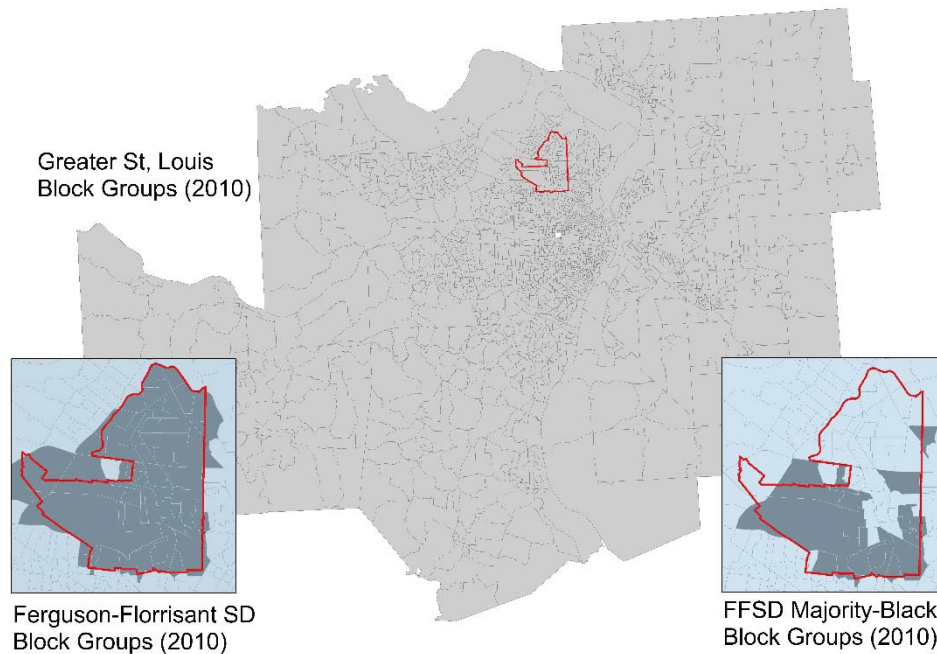 Greater St, Louis
Block Groups (2010)
Ferguson-Florrisant SD
Block Groups (2010)
FFSD Majority-Black
Block Groups (2010)